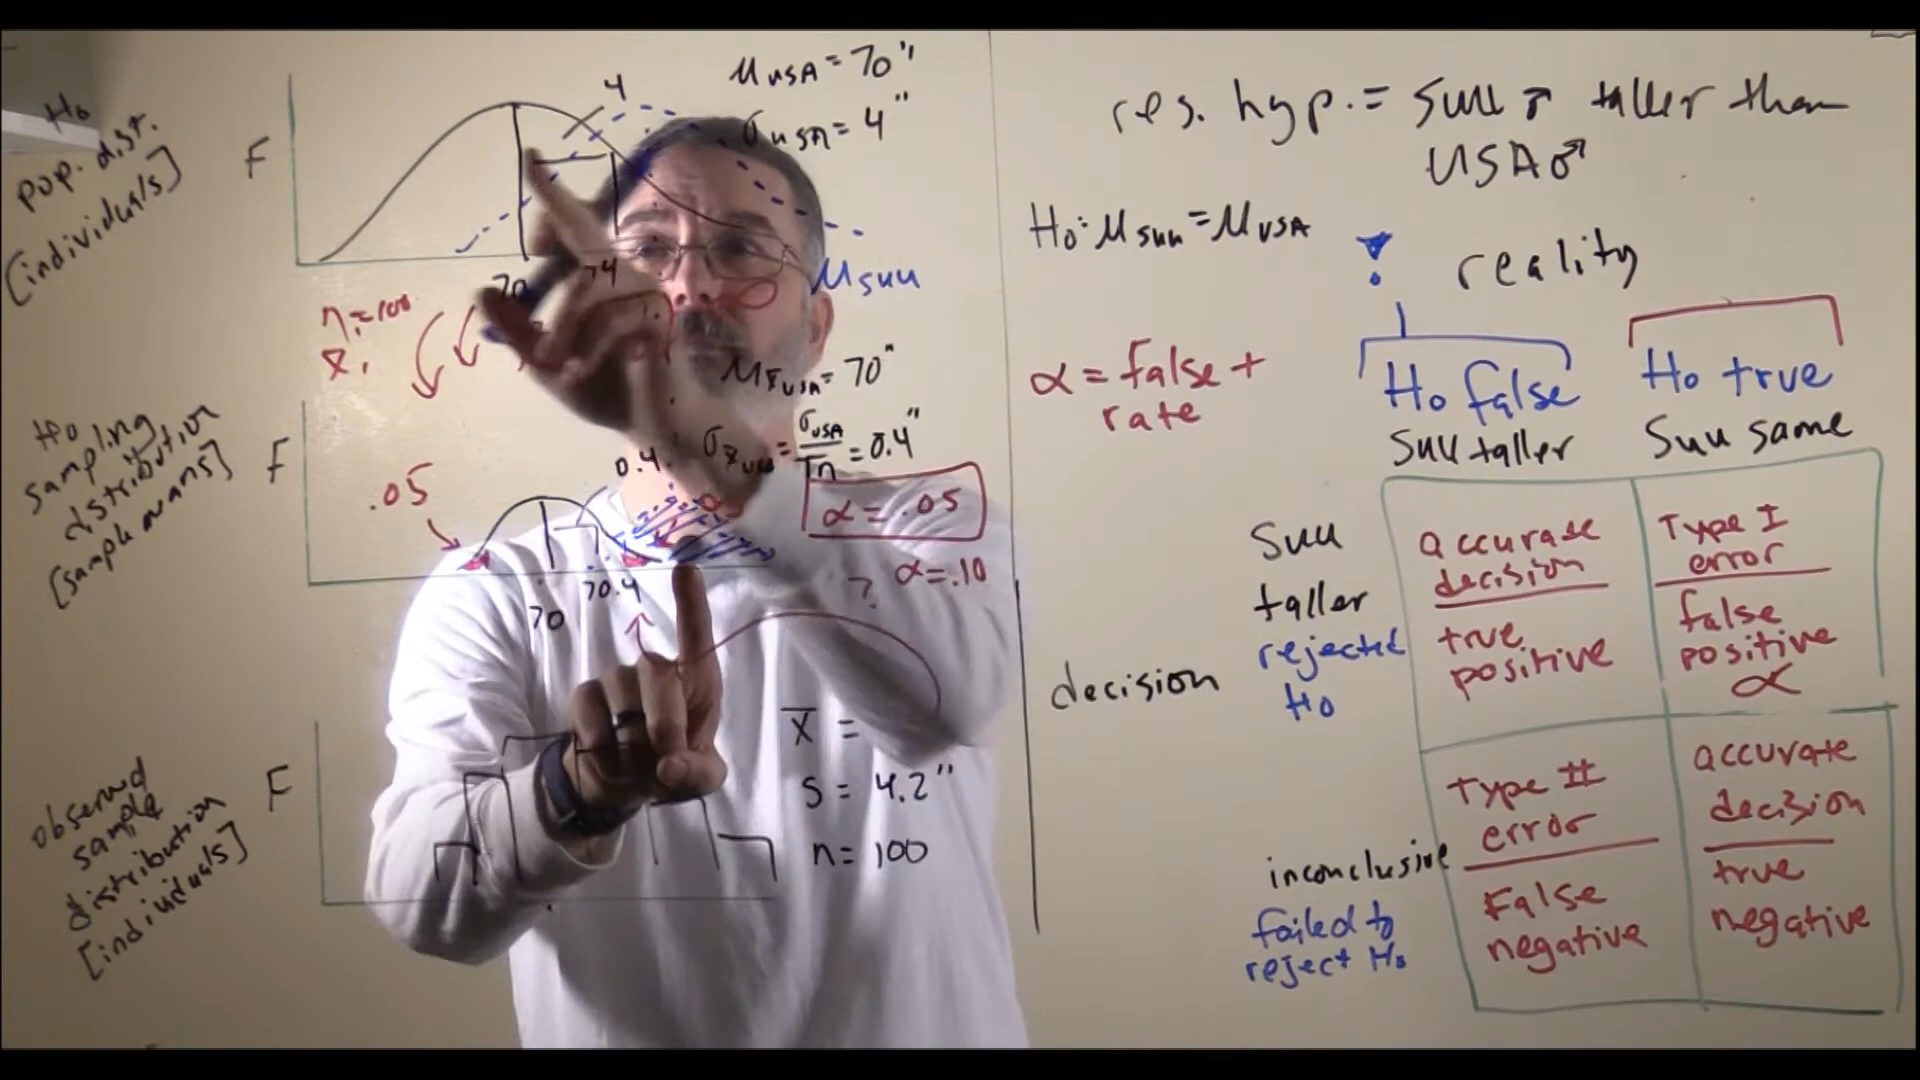 Ho
pop. dist.
[individuals]
F
4
μUSA = 70"
σUSA = 4"
70
74
μsuu
n=100
Ho
sampling
distribution
[sample means]
F
.05
0.4
μx̄USA = 70"
σx̄USA = σUSA/√n = 0.4"
α = .05
α = .10
?
70
70.4
observed
sample
distribution
[individuals]
F
x̄ =
s = 4.2"
n = 100
res. hyp. = suu ♂ taller than
USA ♂
Ho: μsuu = μUSA
reality
α = false +
rate
Ho false
Suu taller
Ho true
Suu same
decision
Suu
taller
rejected
Ho
accurate
decision
true
positive
Type I
error
false
positive
α
inconclusive
failed to
reject Ho
Type II
error
False
negative
accurate
decision
true
negative